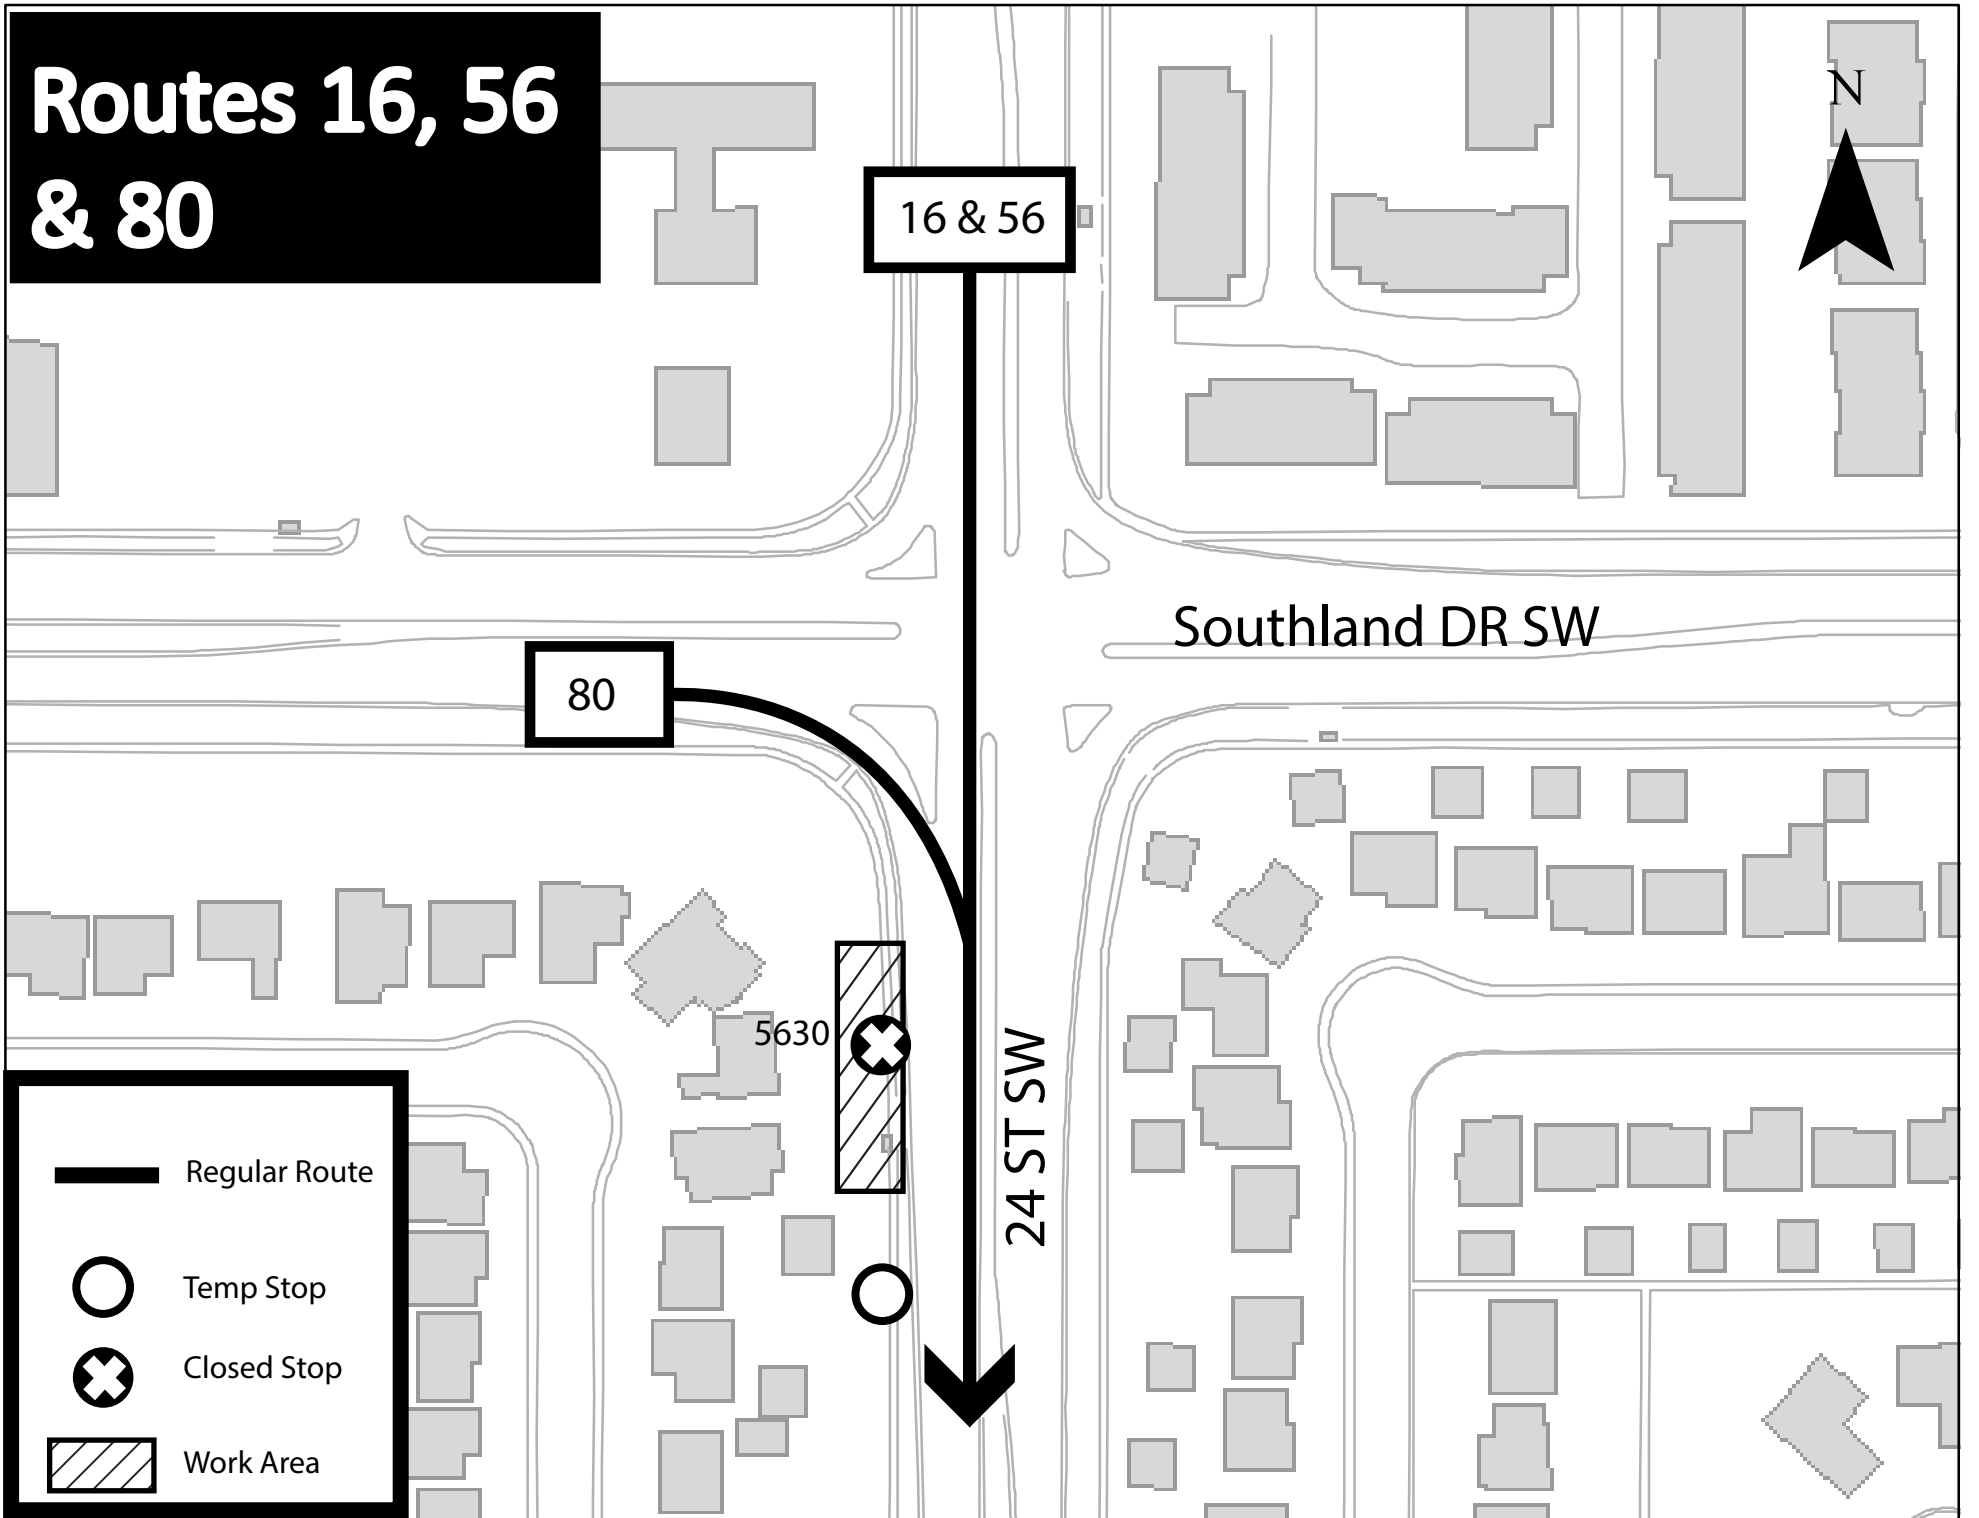 Routes 16, 56
& 80
N
16 & 56
Southland DR SW
80
5630
24 ST SW
Regular Route
Temp Stop
Closed Stop
Work Area